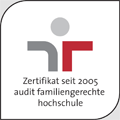 Zertifikat seit 2005
audit familiengerechte
hochschule